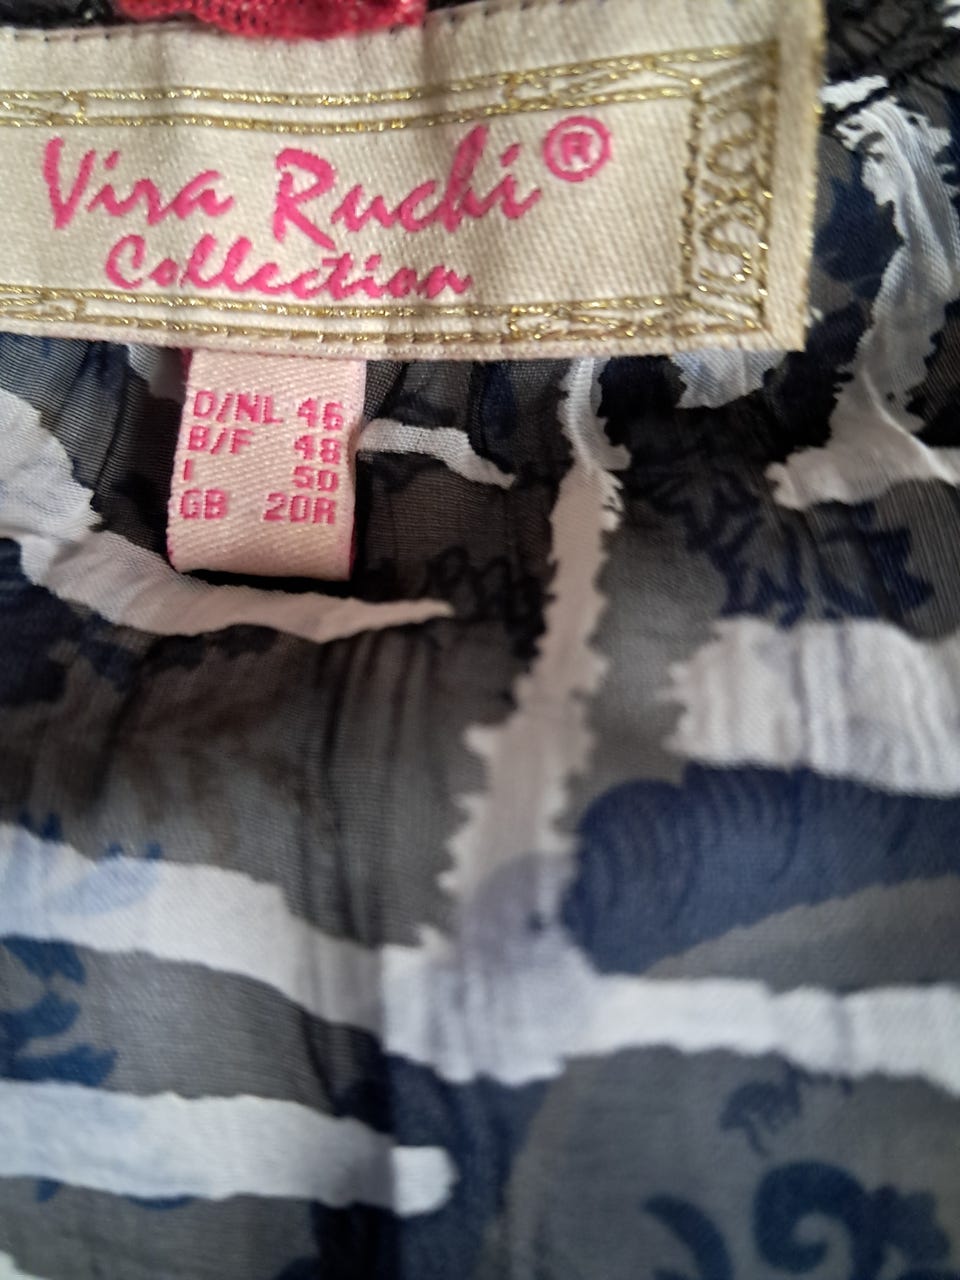 Vira Ruchi®
Collection
D/NL 46
B/F 48
I 50
GB 20R